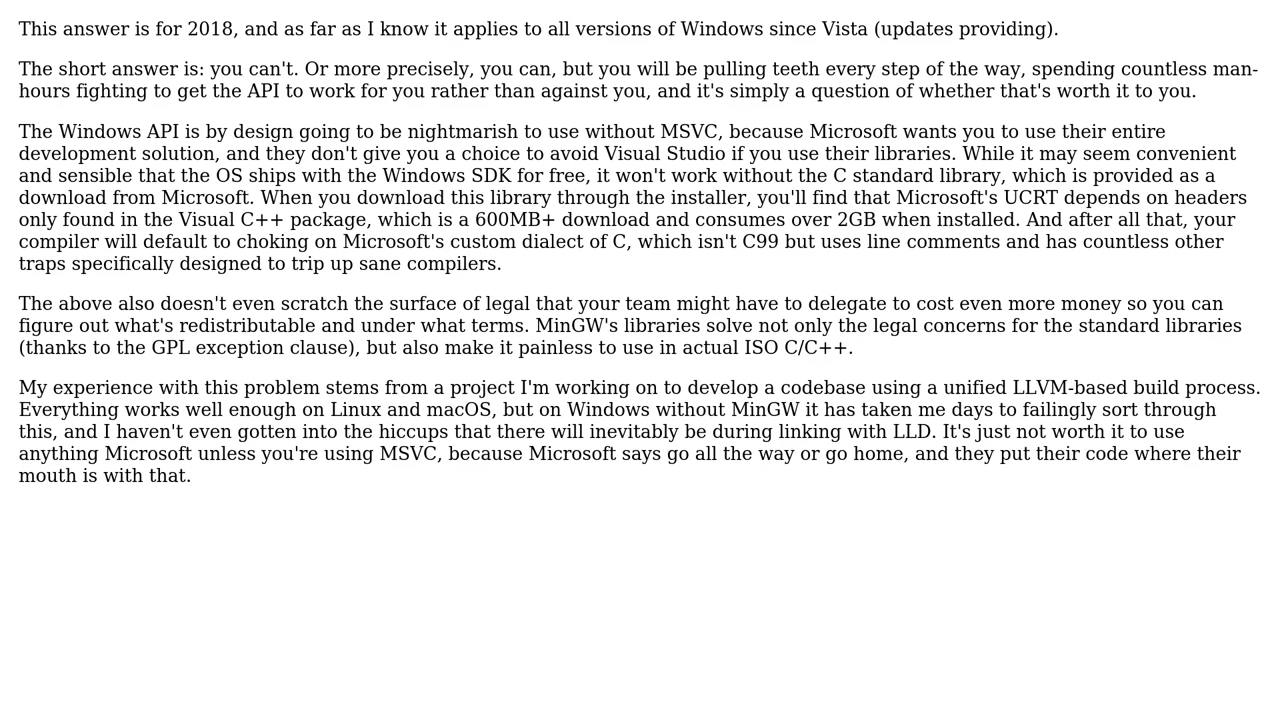 This answer is for 2018, and as far as I know it applies to all versions of Windows since Vista (updates providing).
The short answer is: you can't. Or more precisely, you can, but you will be pulling teeth every step of the way, spending countless man-
hours fighting to get the API to work for you rather than against you, and it's simply a question of whether that's worth it to you.
The Windows API is by design going to be nightmarish to use without MSVC, because Microsoft wants you to use their entire
development solution, and they don't give you a choice to avoid Visual Studio if you use their libraries. While it may seem convenient
and sensible that the OS ships with the Windows SDK for free, it won't work without the C standard library, which is provided as a
download from Microsoft. When you download this library through the installer, you'll find that Microsoft's UCRT depends on headers
only found in the Visual C++ package, which is a 600MB+ download and consumes over 2GB when installed. And after all that, your
compiler will default to choking on Microsoft's custom dialect of C, which isn't C99 but uses line comments and has countless other
traps specifically designed to trip up sane compilers.
The above also doesn't even scratch the surface of legal that your team might have to delegate to cost even more money so you can
figure out what's redistributable and under what terms. MinGW's libraries solve not only the legal concerns for the standard libraries
(thanks to the GPL exception clause), but also make it painless to use in actual ISO C/C++.
My experience with this problem stems from a project I'm working on to develop a codebase using a unified LLVM-based build process.
Everything works well enough on Linux and macOS, but on Windows without MinGW it has taken me days to failingly sort through
this, and I haven't even gotten into the hiccups that there will inevitably be during linking with LLD. It's just not worth it to use
anything Microsoft unless you're using MSVC, because Microsoft says go all the way or go home, and they put their code where their
mouth is with that.